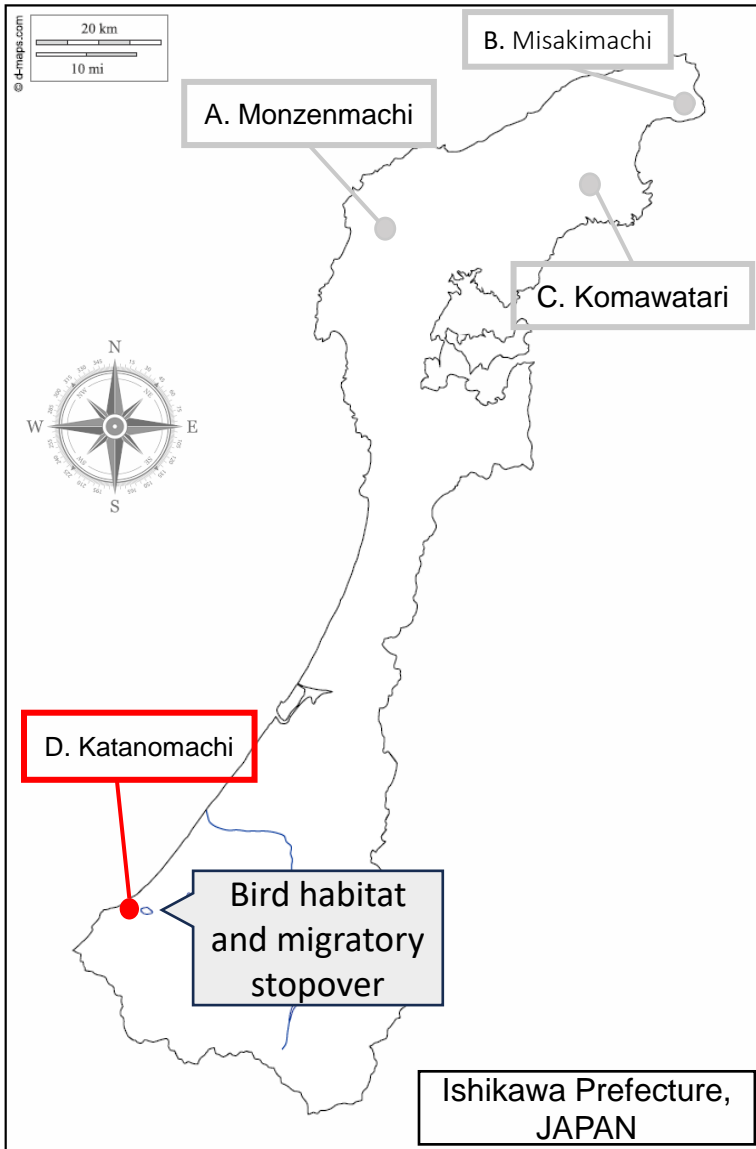 © d-maps.com
20 km
10 mi
B. Misakimachi
A. Monzenmachi
C. Komawatari
N
W
E
S
D. Katanomachi
Bird habitat
and migratory
stopover
Ishikawa Prefecture,
JAPAN